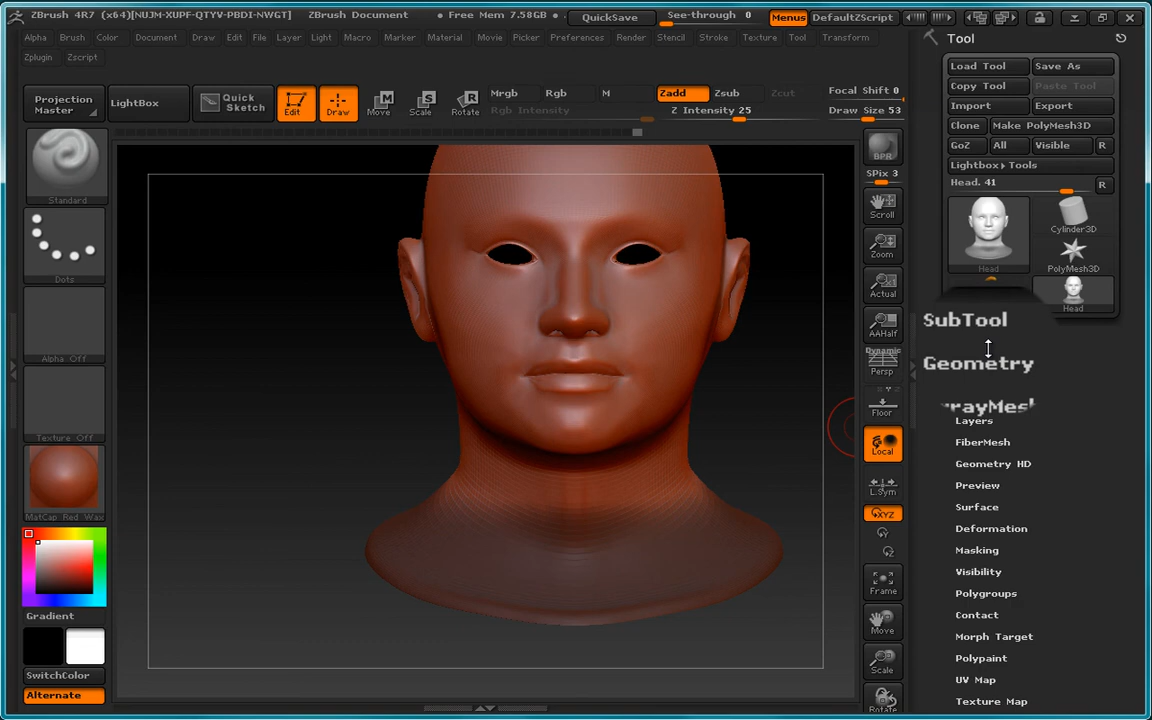 ZBrush 4R7 (x64)[NUJM-XUPF-QTYV-PBDI-NWGT] ZBrush Document • Free Mem 7.58GB • QuickSave See-through 0 Menus DefaultZScript
Alpha Brush Color Document Draw Edit File Layer Light Macro Marker Material Movie Picker Preferences Render Stencil Stroke Texture Tool Transform
Zplugin Zscript
Projection Master
LightBox
Quick Sketch
Edit
Draw
Move
Scale
Rotate
Mrgb Rgb M Zadd Zsub Zcut Focal Shift 0
Rgb Intensity Z Intensity 25 Draw Size 53
Standard
Dots
Alpha Off
Texture Off
MatCap Red Wax
Gradient
SwitchColor
Alternate
BPR
SPix 3
Scroll
Zoom
Actual
AAHalf
Dynamic
Persp
Floor
Local
L.Sym
XYZ
Y
Z
Frame
Move
Scale
Rotate
Tool
Load Tool Save As
Copy Tool Paste Tool
Import Export
Clone Make PolyMesh3D
GoZ All Visible R
Lightbox▸Tools
Head. 41 R
Head
Cylinder3D
PolyMesh3D
Head
SubTool
Geometry
Layers
FiberMesh
Geometry HD
Preview
Surface
Deformation
Masking
Visibility
Polygroups
Contact
Morph Target
Polypaint
UV Map
Texture Map